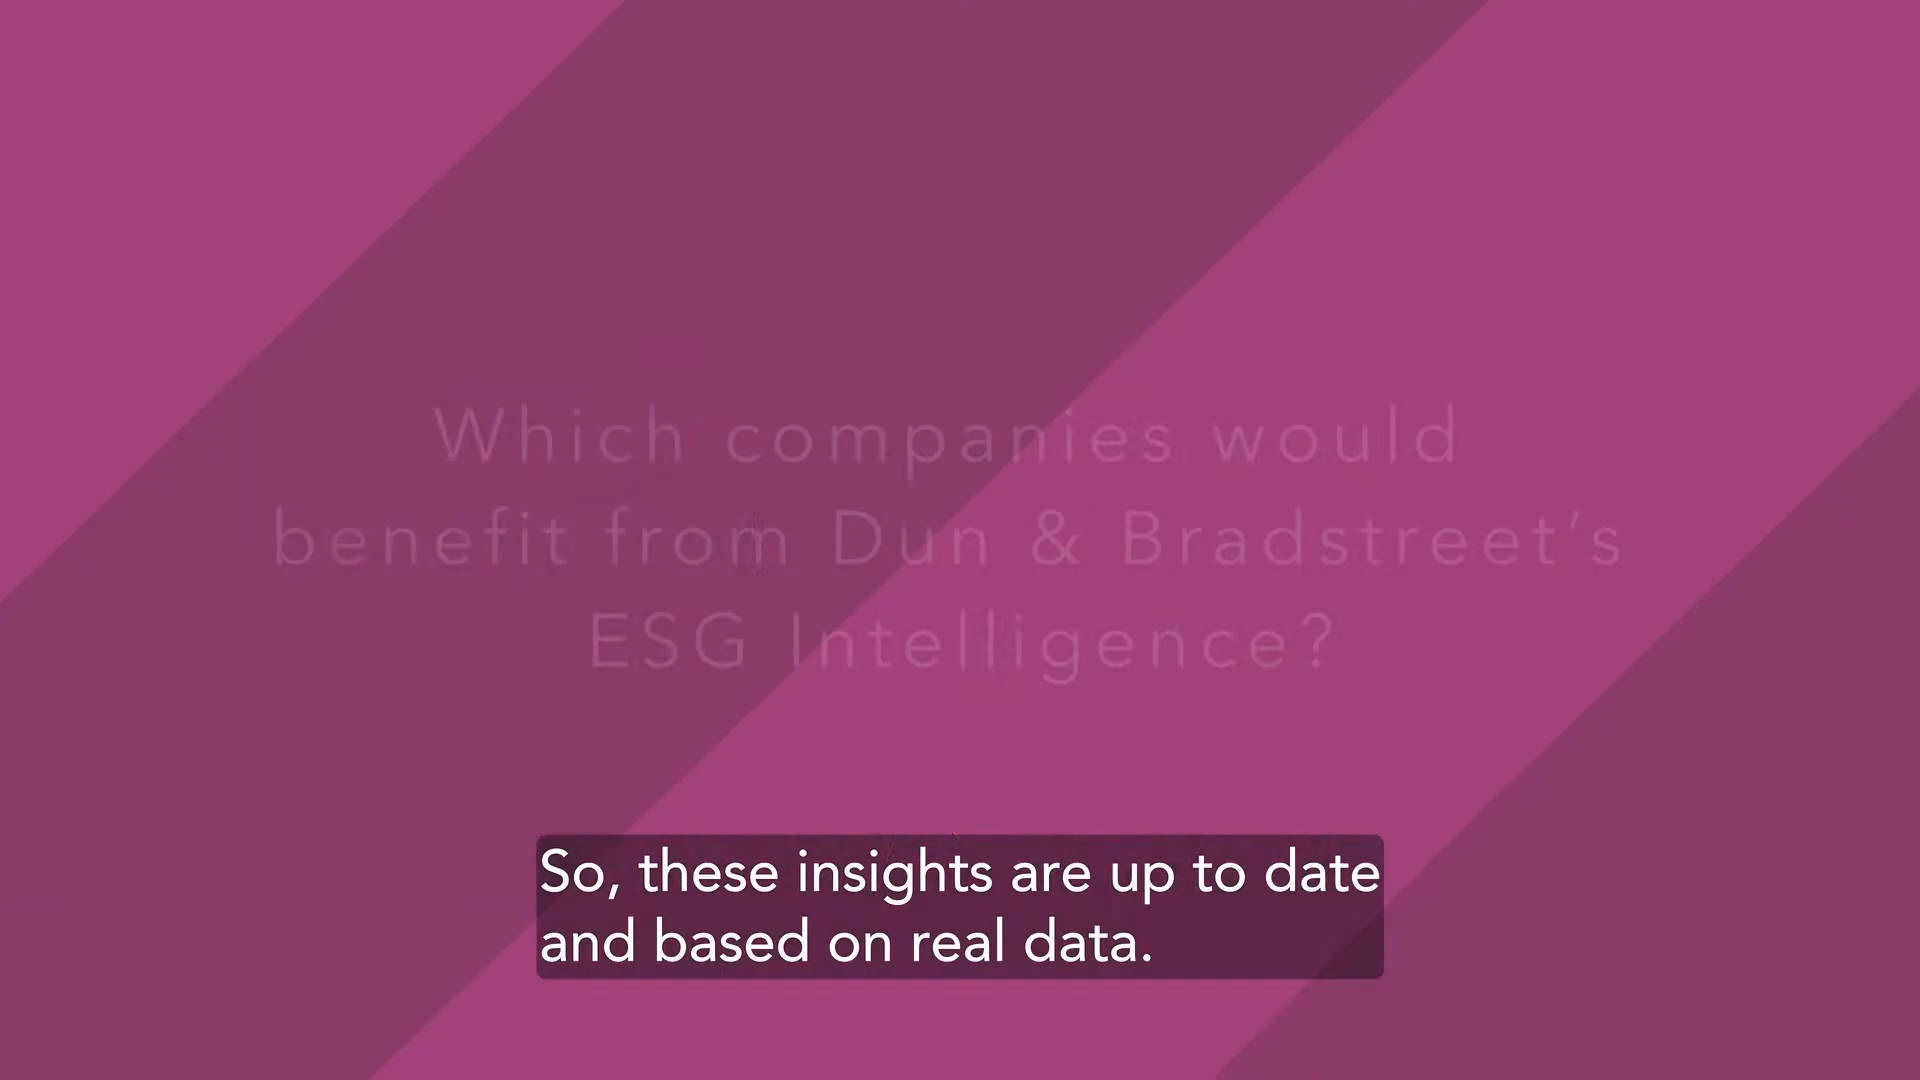 Which companies would
benefit from Dun & Bradstreet’s
ESG Intelligence?
So, these insights are up to date
and based on real data.